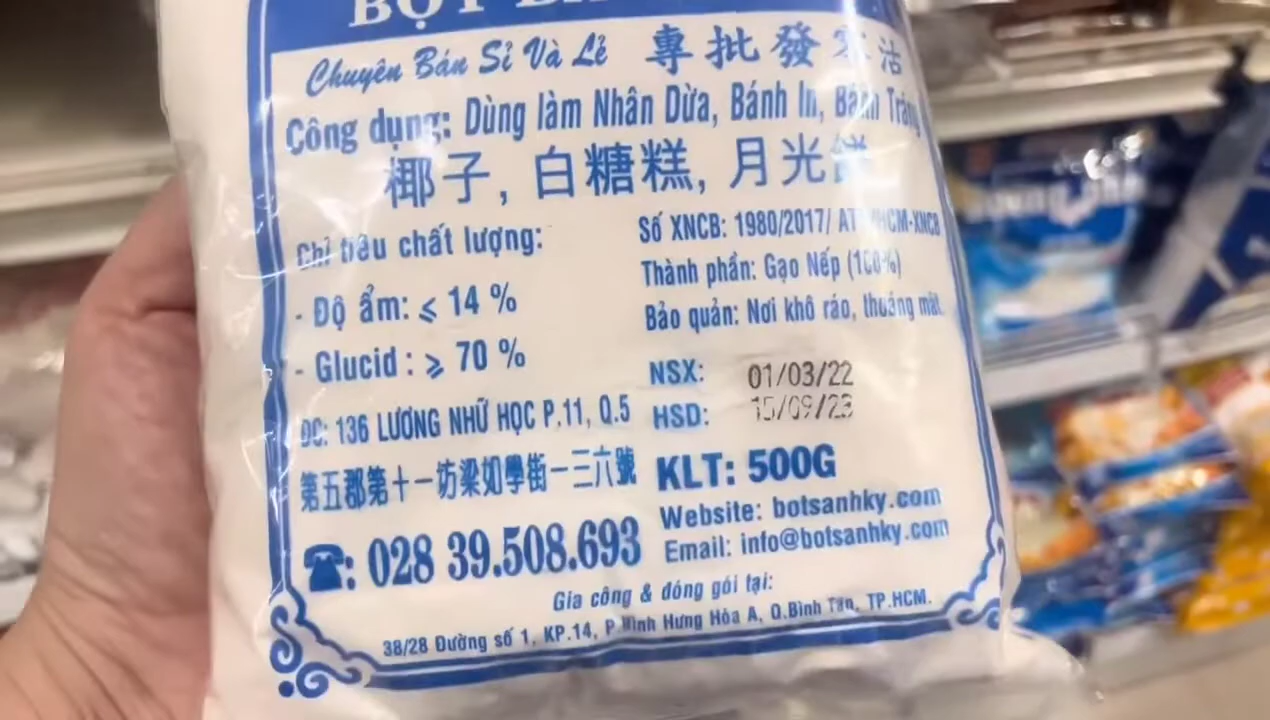 BỘT
Chuyên Bán Sỉ Và Lẻ 專批發零沽
Công dụng: Dùng làm Nhân Dừa, Bánh In, Bánh Tráng
椰子, 白糖糕, 月光餅
Chỉ tiêu chất lượng:
- Độ ẩm: ⩽ 14 %
- Glucid : ⩾ 70 %
Số XNCB: 1980/2017/ HCM-XNCB
Thành phần: Gạo Nếp (100%)
Bảo quản: Nơi khô ráo, thoáng mát.
NSX: 01/03/22
HSD: 15/09/23
ĐC: 136 LƯƠNG NHỮ HỌC P.11, Q.5
第五郡第十一坊梁如學街一三六號
☎: 028 39.508.693
KLT: 500G
Website: botsanhky.com
Email: info@botsanhky.com
Gia công & đóng gói tại:
38/28 Đường số 1, KP.14, P.Bình Hưng Hòa A, Q.Bình Tân, TP.HCM.